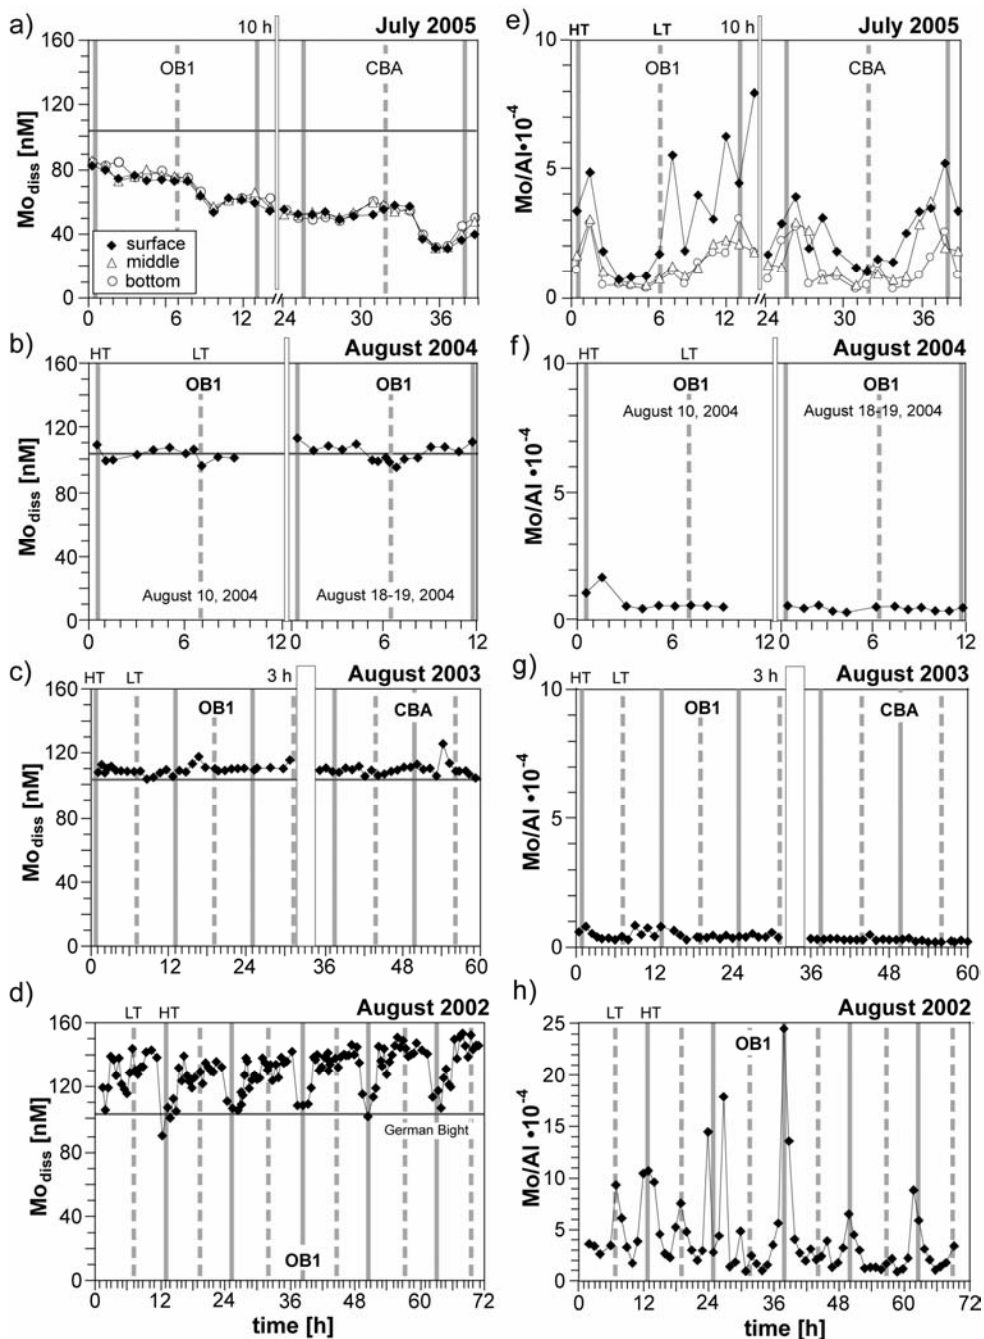 a)
July 2005
10 h
160
120
80
40
0
Mo_diss [nM]
OB1
CBA
surface
middle
bottom
0 6 12 24 30 36
e)
July 2005
HT LT 10 h
10
5
0
Mo/Al•10⁻⁴
OB1
CBA
0 6 12 24 30 36
b)
August 2004
HT LT
160
120
80
40
0
Mo_diss [nM]
OB1
OB1
August 10, 2004
August 18-19, 2004
0 6 12 0 6 12
f)
August 2004
HT LT
10
5
0
Mo/Al •10⁻⁴
OB1
OB1
August 10, 2004
August 18-19, 2004
0 6 12 0 6 12
c)
August 2003
HT LT 3 h
160
120
80
40
0
Mo_diss [nM]
OB1
CBA
0 12 24 36 48 60
g)
August 2003
HT LT 3 h
10
5
0
Mo/Al •10⁻⁴
OB1
CBA
0 12 24 36 48 60
d)
August 2002
LT HT
160
120
80
40
0
Mo_diss [nM]
German Bight
OB1
0 12 24 36 48 60 72
time [h]
h)
August 2002
LT HT
25
20
15
10
5
0
Mo/Al •10⁻⁴
OB1
0 12 24 36 48 60 72
time [h]